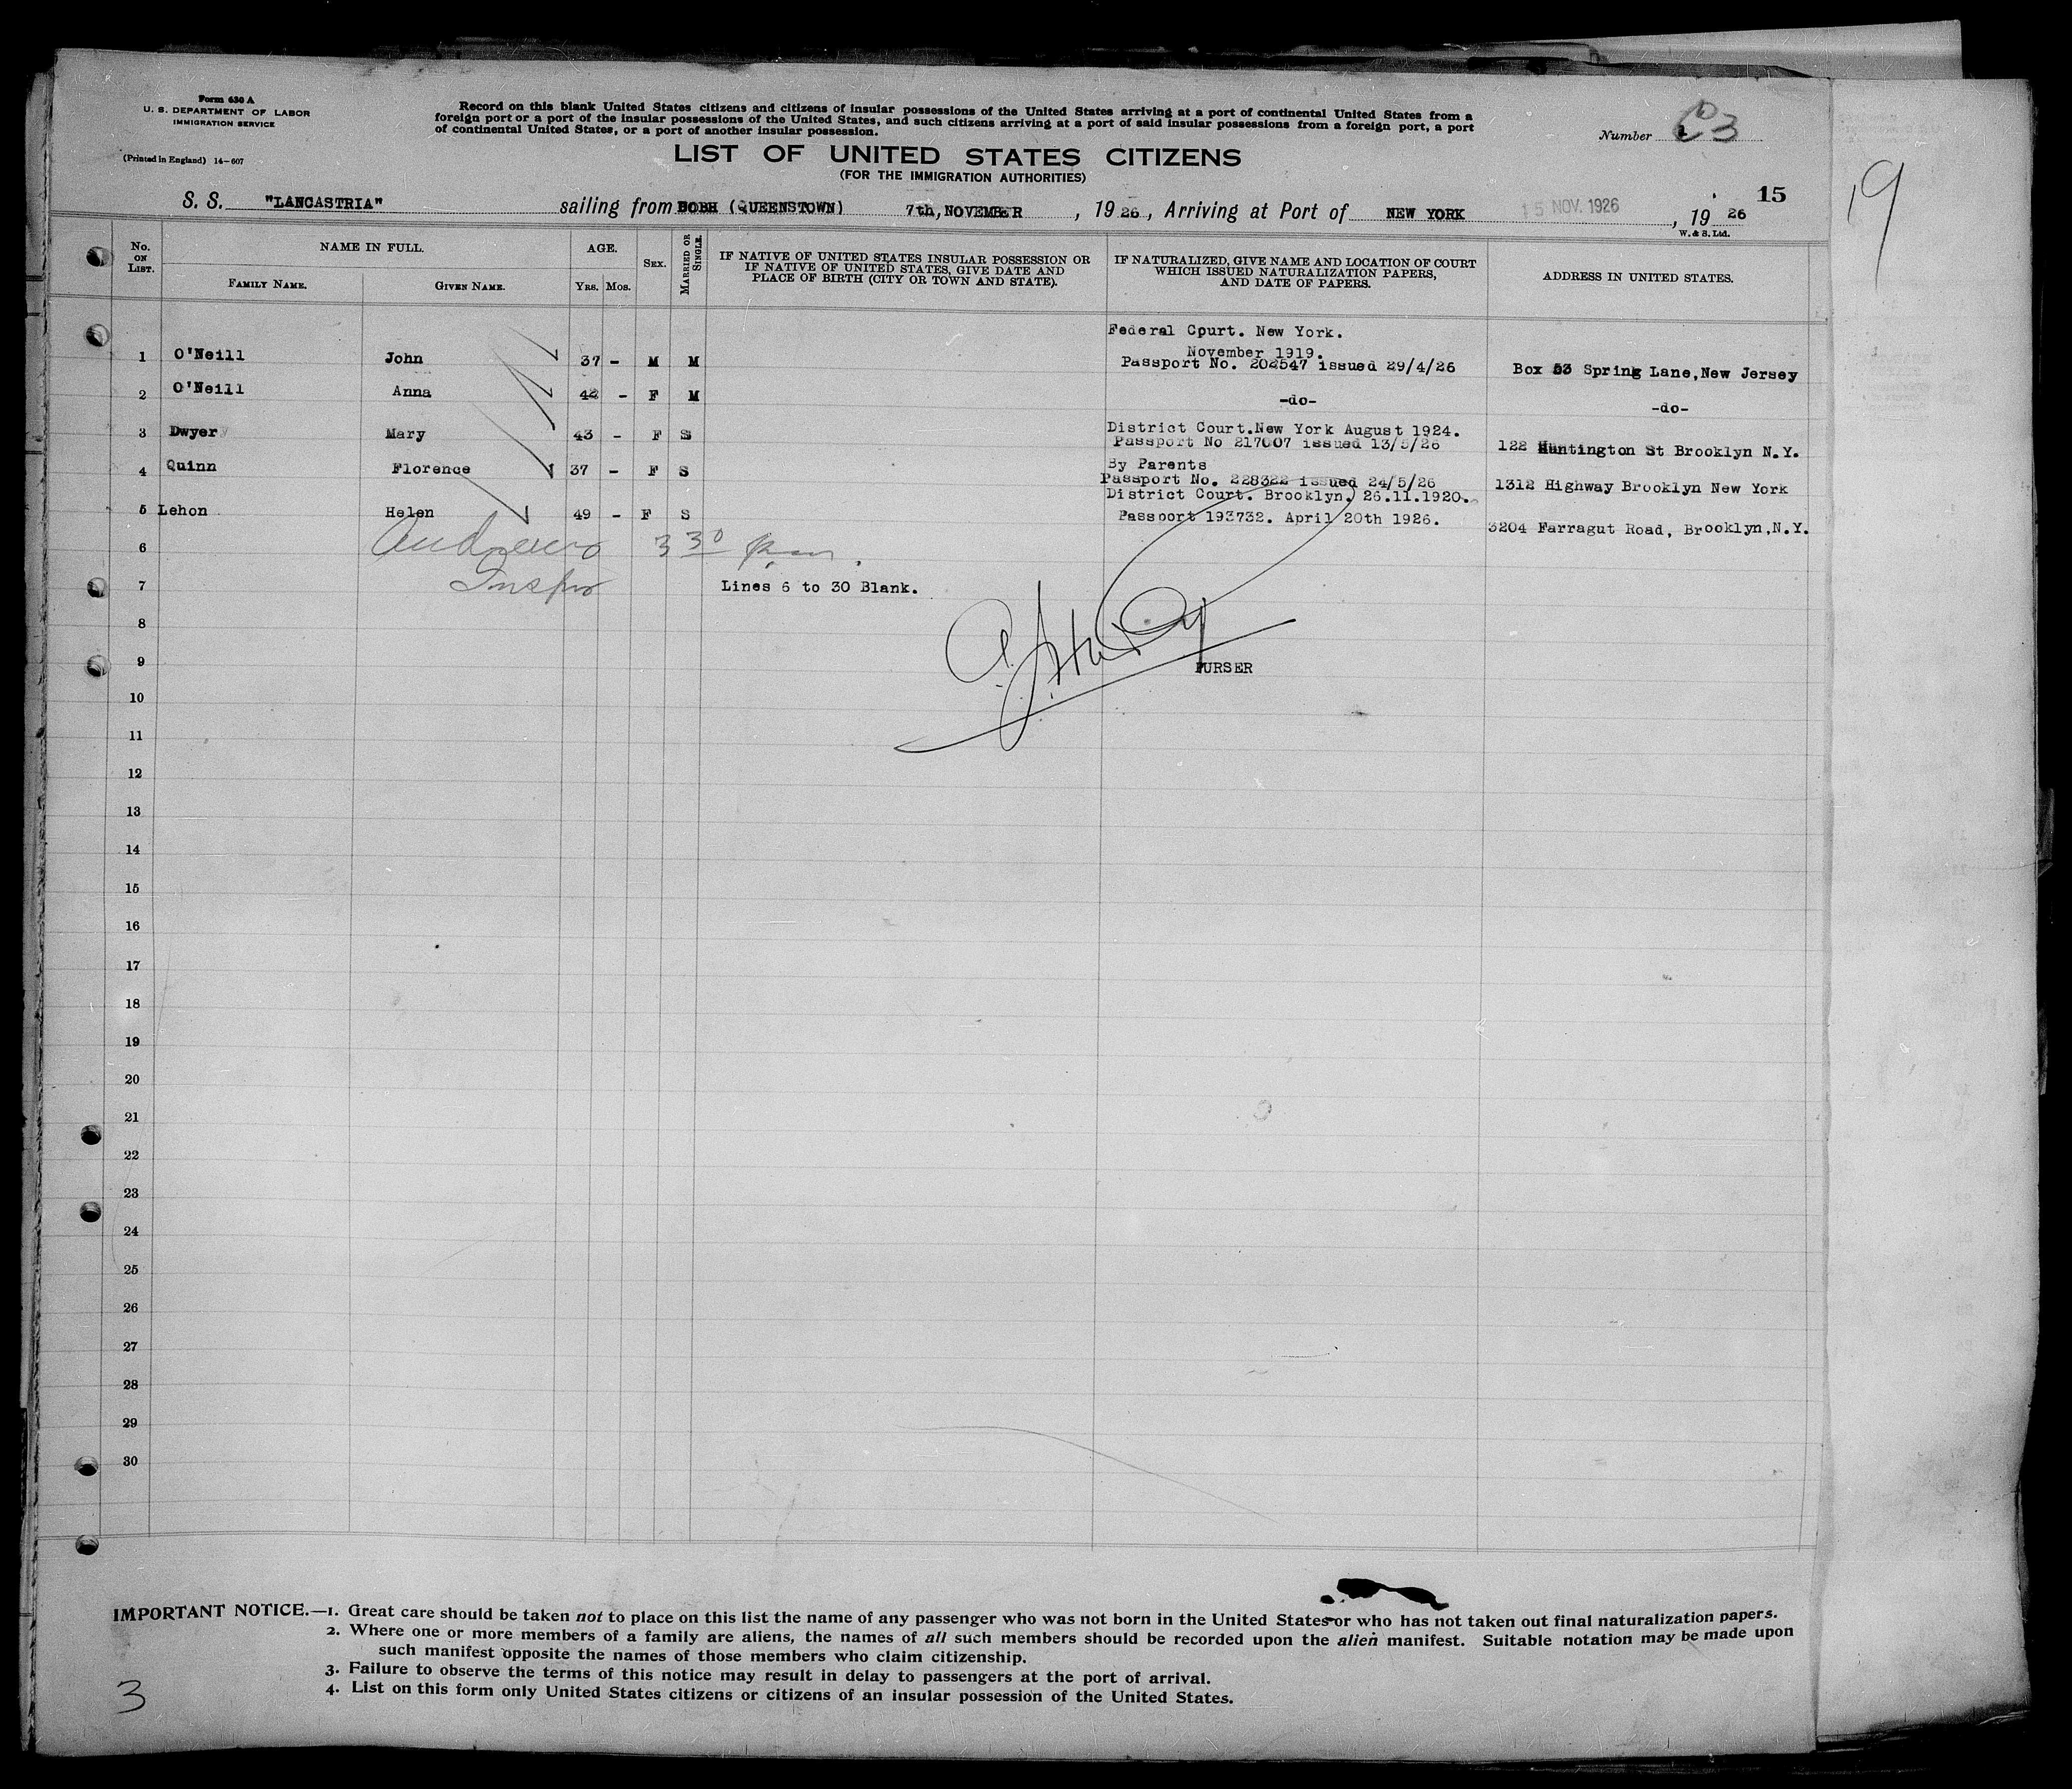 Form 630 A
U. S. DEPARTMENT OF LABOR
IMMIGRATION SERVICE
(Printed in England) 14-607
Record on this blank United States citizens and citizens of insular possessions of the United States arriving at a port of continental United States from a
foreign port or a port of the insular possessions of the United States, and such citizens arriving at a port of said insular possessions from a foreign port, a port
of continental United States, or a port of another insular possession.
LIST OF UNITED STATES CITIZENS
(FOR THE IMMIGRATION AUTHORITIES)
Number C3
15
19
S. S. "LANCASTRIA" sailing from (QUEENSTOWN) 7th, NOVEMBER, 1926, Arriving at Port of NEW YORK 15 NOV. 1926, 1926
W. & S. Ltd.
No. ON LIST. NAME IN FULL. AGE. SEX. MARRIED OR SINGLE. IF NATIVE OF UNITED STATES INSULAR POSSESSION OR IF NATIVE OF UNITED STATES, GIVE DATE AND PLACE OF BIRTH (CITY OR TOWN AND STATE). IF NATURALIZED, GIVE NAME AND LOCATION OF COURT WHICH ISSUED NATURALIZATION PAPERS, AND DATE OF PAPERS. ADDRESS IN UNITED STATES.
FAMILY NAME. GIVEN NAME. YRS. MOS.
Federal Court. New York.
November 1919.
1 O'Neill John 37 - M M Passport No. 202547 issued 29/4/26 Box 53 Spring Lane, New Jersey
2 O'Neill Anna 42 - F M -do- -do-
District Court. New York August 1924.
3 Dwyer Mary 43 - F S Passport No 217007 issued 13/5/26 122 Huntington St Brooklyn N.Y.
By Parents
4 Quinn Florence 37 - F S Passport No. 228322 issued 24/5/26 1312 Highway Brooklyn New York
District Court. Brooklyn. 26.11.1920.
5 Lehon Helen 49 - F S Passport 193732. April 20th 1926. 3204 Farragut Road, Brooklyn, N.Y.
6 Andrews 3 30 pm
7 Inspr Lines 6 to 30 Blank.
8
9 PURSER
10
11
12
13
14
15
16
17
18
19
20
21
22
23
24
25
26
27
28
29
30
IMPORTANT NOTICE.—1. Great care should be taken not to place on this list the name of any passenger who was not born in the United States or who has not taken out final naturalization papers.
2. Where one or more members of a family are aliens, the names of all such members should be recorded upon the alien manifest. Suitable notation may be made upon
such manifest opposite the names of those members who claim citizenship.
3. Failure to observe the terms of this notice may result in delay to passengers at the port of arrival.
4. List on this form only United States citizens or citizens of an insular possession of the United States.
3